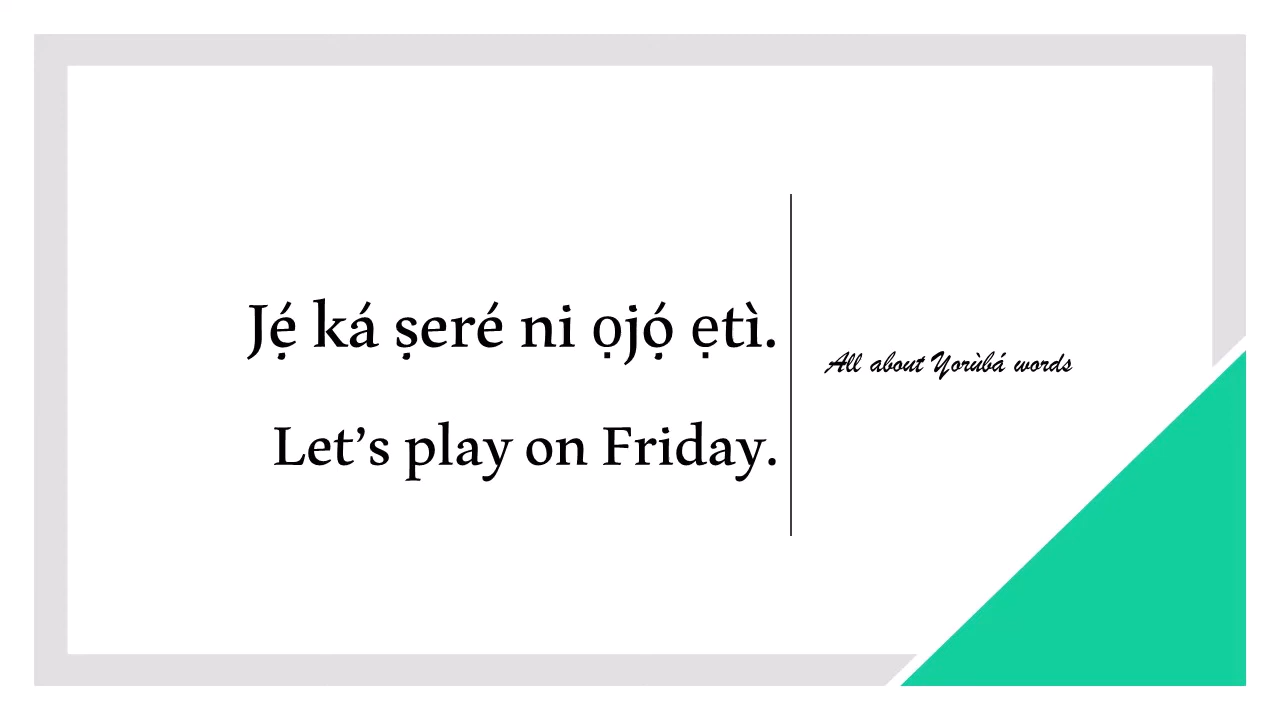 Jẹ́ ká ṣeré ni ọjọ́ ẹtì.
Let’s play on Friday.
All about Yorùbá words